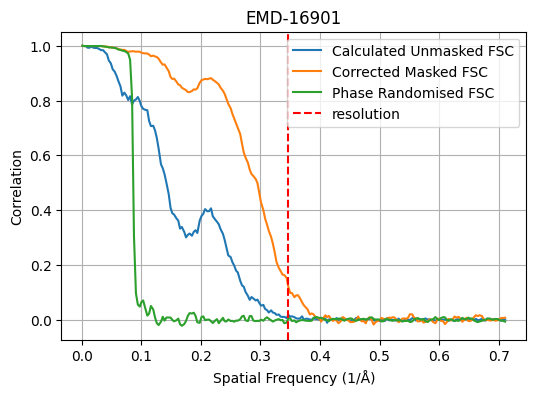 EMD-16901
Calculated Unmasked FSC
Corrected Masked FSC
Phase Randomised FSC
resolution
Correlation
1.0
0.8
0.6
0.4
0.2
0.0
0.0 0.1 0.2 0.3 0.4 0.5 0.6 0.7
Spatial Frequency (1/Å)